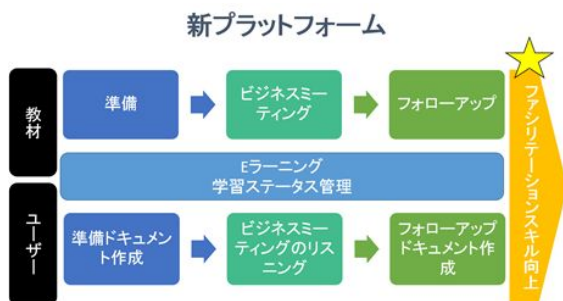 新プラットフォーム
教材
準備
ビジネスミー
ティング
フォローアップ
Eラーニング
学習ステータス管理
ユーザー
準備ドキュメン
ト作成
ビジネスミー
ティングのリス
ニング
フォローアップ
ドキュメント作
成
ファシリテーションスキル向上